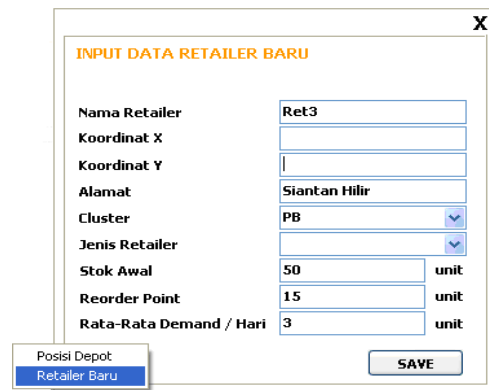 X
INPUT DATA RETAILER BARU
Nama Retailer Ret3
Koordinat X
Koordinat Y
Alamat Siantan Hilir
Cluster PB
Jenis Retailer
Stok Awal 50 unit
Reorder Point 15 unit
Rata-Rata Demand / Hari 3 unit
Posisi Depot
Retailer Baru
SAVE